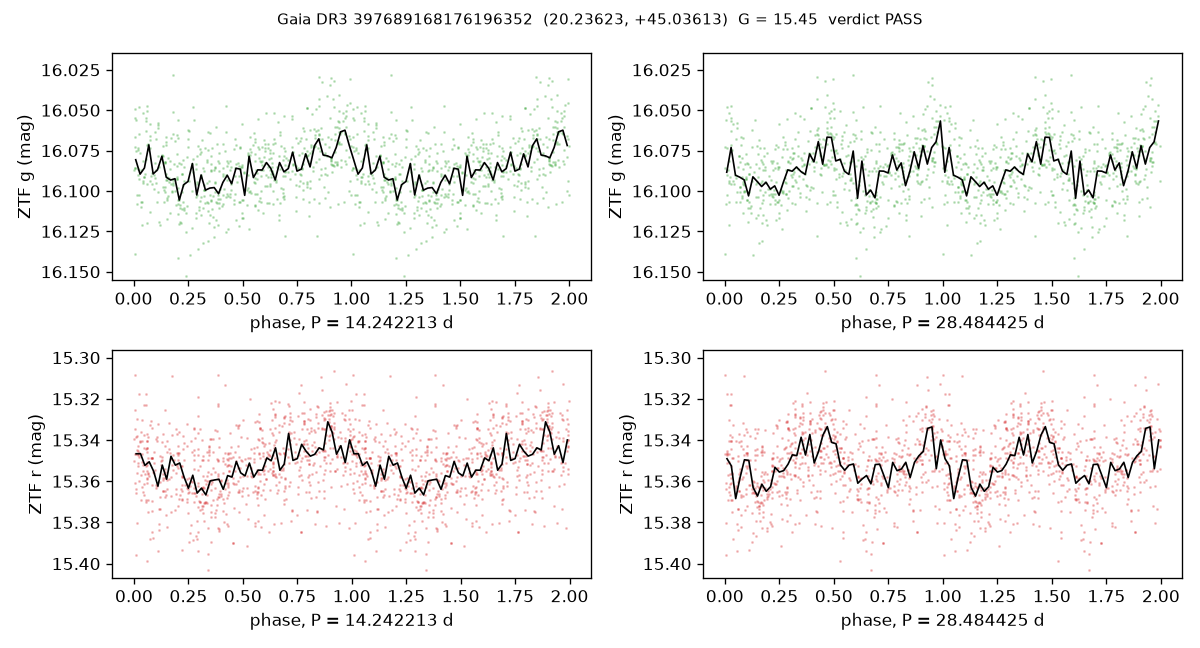 Gaia DR3 397689168176196352  (20.23623, +45.03613)  G = 15.45  verdict PASS
ZTF g (mag)
16.025
16.050
16.075
16.100
16.125
16.150
0.00 0.25 0.50 0.75 1.00 1.25 1.50 1.75 2.00
phase, P = 14.242213 d
ZTF g (mag)
16.025
16.050
16.075
16.100
16.125
16.150
0.00 0.25 0.50 0.75 1.00 1.25 1.50 1.75 2.00
phase, P = 28.484425 d
ZTF r (mag)
15.30
15.32
15.34
15.36
15.38
15.40
0.00 0.25 0.50 0.75 1.00 1.25 1.50 1.75 2.00
phase, P = 14.242213 d
ZTF r (mag)
15.30
15.32
15.34
15.36
15.38
15.40
0.00 0.25 0.50 0.75 1.00 1.25 1.50 1.75 2.00
phase, P = 28.484425 d